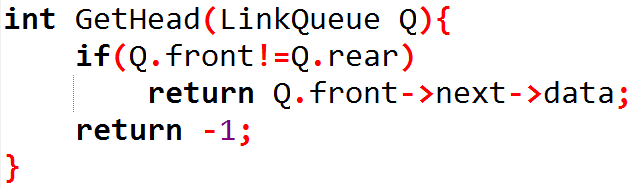 int GetHead(LinkQueue Q){
    if(Q.front!=Q.rear)
        return Q.front->next->data;
    return -1;
}